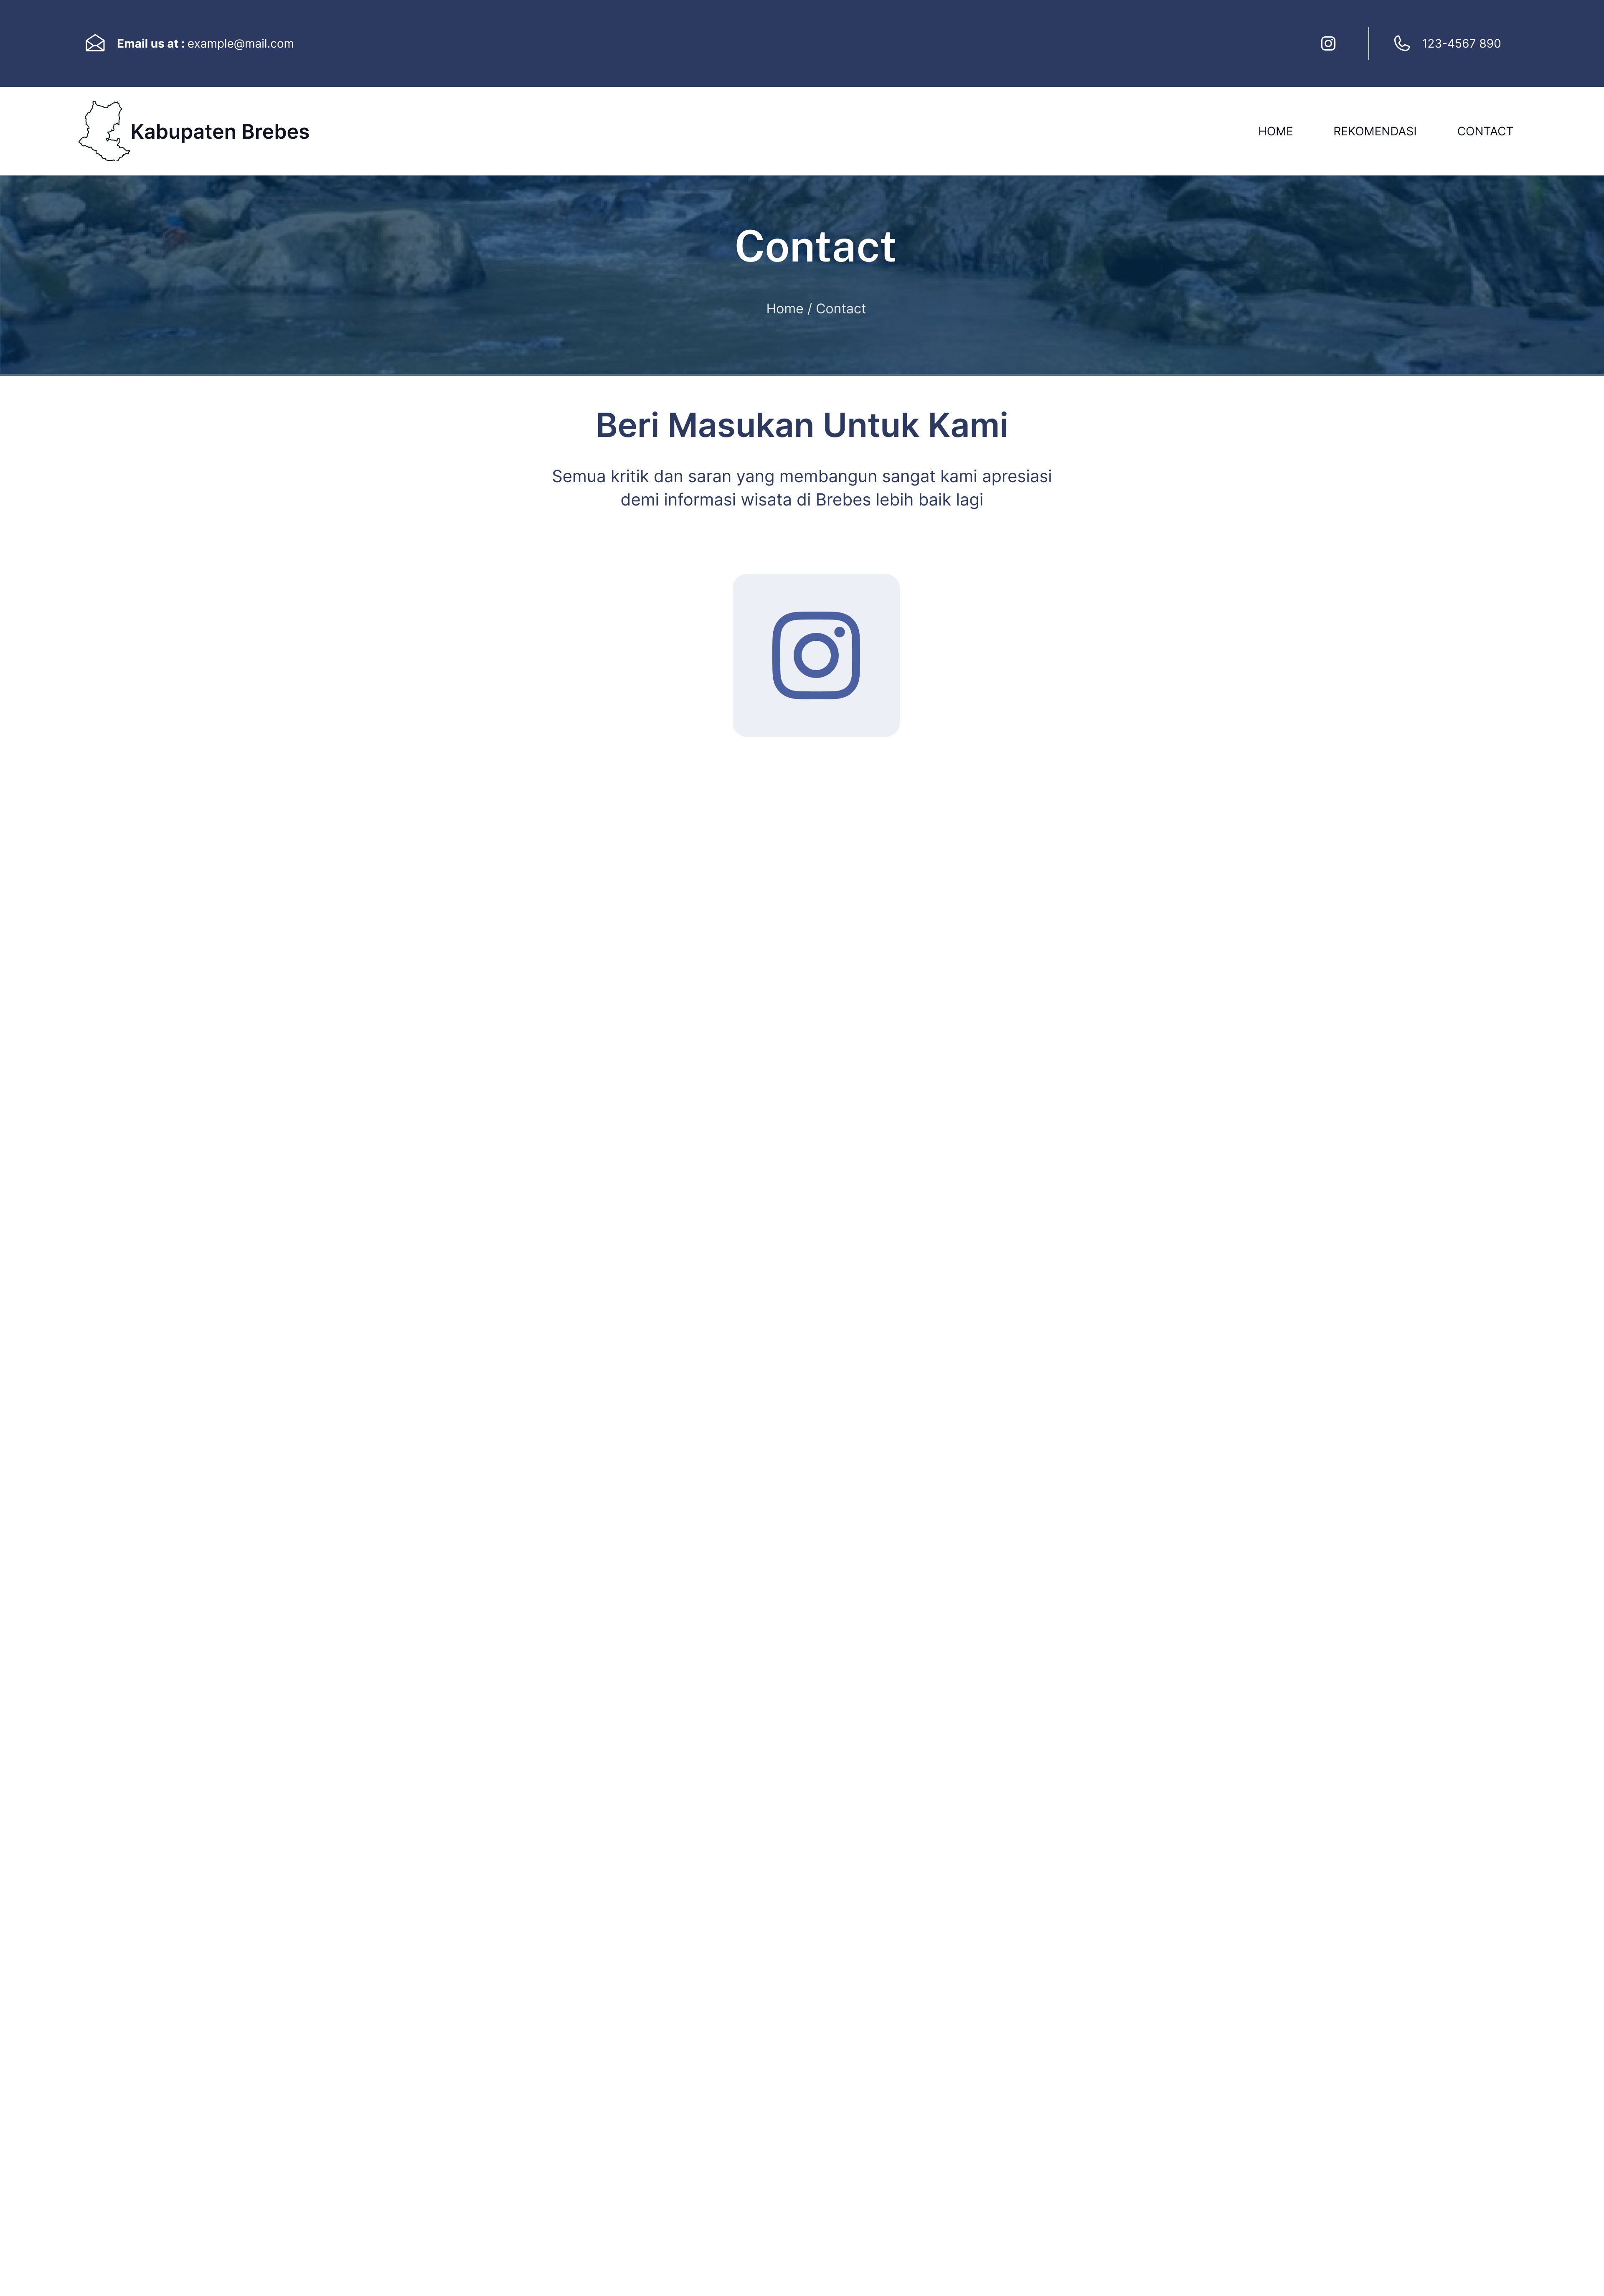 Email us at : example@mail.com
123-4567 890
Kabupaten Brebes
HOME
REKOMENDASI
CONTACT
Contact
Home / Contact
Beri Masukan Untuk Kami
Semua kritik dan saran yang membangun sangat kami apresiasi
demi informasi wisata di Brebes lebih baik lagi